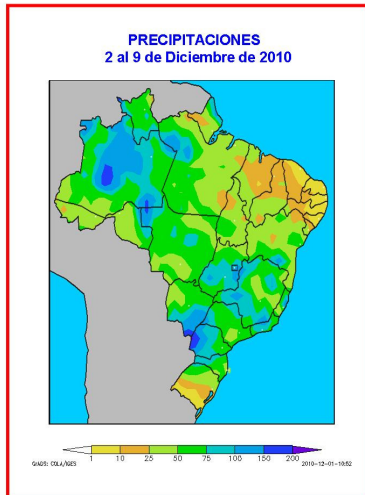 PRECIPITACIONES
2 al 9 de Diciembre de 2010
1 10 25 50 75 105 150 200
GrADS: COLA/IGES 2010-12-01-10:52